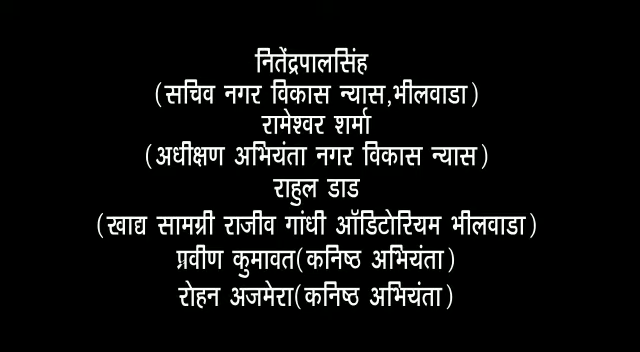 नितेंद्रपालसिंह
(सचिव नगर विकास न्यास,भीलवाडा)
रामेश्वर शर्मा
(अधीक्षण अभियंता नगर विकास न्यास)
राहुल डाड
(खाद्य सामग्री राजीव गांधी ऑडिटोरियम भीलवाडा)
प्रवीण कुमावत(कनिष्ठ अभियंता)
रोहन अजमेरा(कनिष्ठ अभियंता)